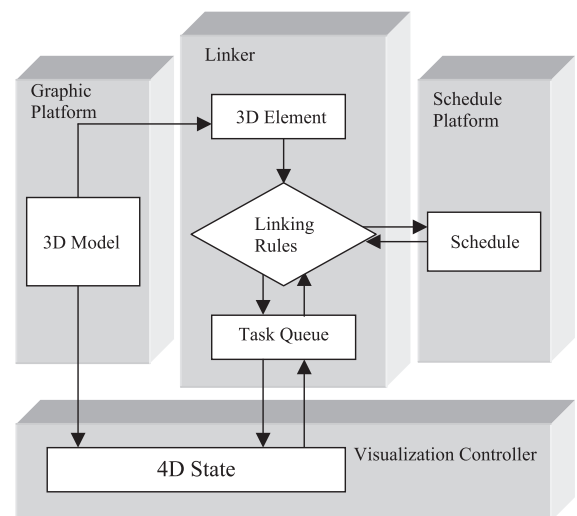 Linker
Graphic
Platform
Schedule
Platform
3D Element
3D Model
Linking
Rules
Schedule
Task Queue
4D State
Visualization Controller